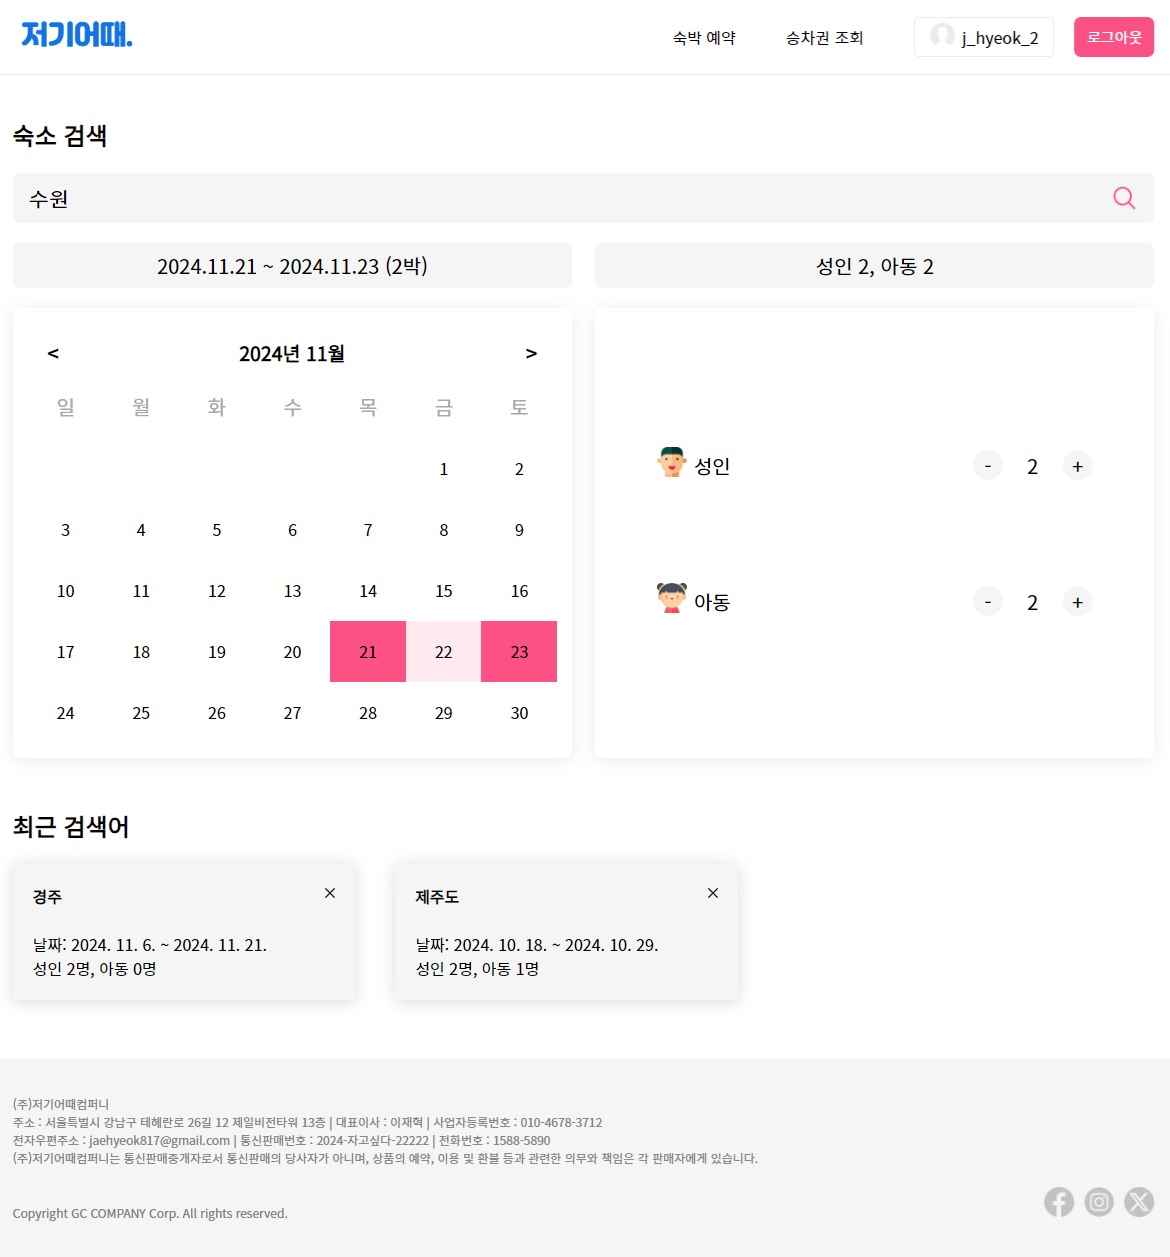 저기어때.
숙박 예약
승차권 조회
j_hyeok_2
로그아웃
숙소 검색
수원
2024.11.21 ~ 2024.11.23 (2박)
성인 2, 아동 2
< 2024년 11월 >
일 월 화 수 목 금 토
1 2
3 4 5 6 7 8 9
10 11 12 13 14 15 16
17 18 19 20 21 22 23
24 25 26 27 28 29 30
성인 - 2 +
아동 - 2 +
최근 검색어
경주
날짜: 2024. 11. 6. ~ 2024. 11. 21.
성인 2명, 아동 0명
제주도
날짜: 2024. 10. 18. ~ 2024. 10. 29.
성인 2명, 아동 1명
(주)저기어때컴퍼니
주소 : 서울특별시 강남구 테헤란로 26길 12 제일비전타워 13층 | 대표이사 : 이재혁 | 사업자등록번호 : 010-4678-3712
전자우편주소 : jaehyeok817@gmail.com | 통신판매번호 : 2024-자고싶다-22222 | 전화번호 : 1588-5890
(주)저기어때컴퍼니는 통신판매중개자로서 통신판매의 당사자가 아니며, 상품의 예약, 이용 및 환불 등과 관련한 의무와 책임은 각 판매자에게 있습니다.
Copyright GC COMPANY Corp. All rights reserved.